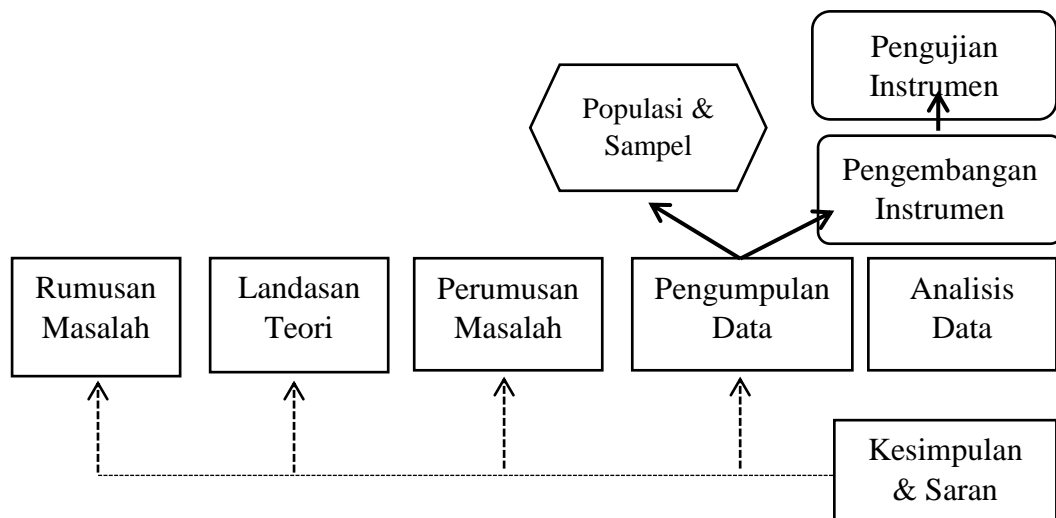 Pengujian
Instrumen
Populasi &
Sampel
Pengembangan
Instrumen
Rumusan
Masalah
Landasan
Teori
Perumusan
Masalah
Pengumpulan
Data
Analisis
Data
Kesimpulan
& Saran